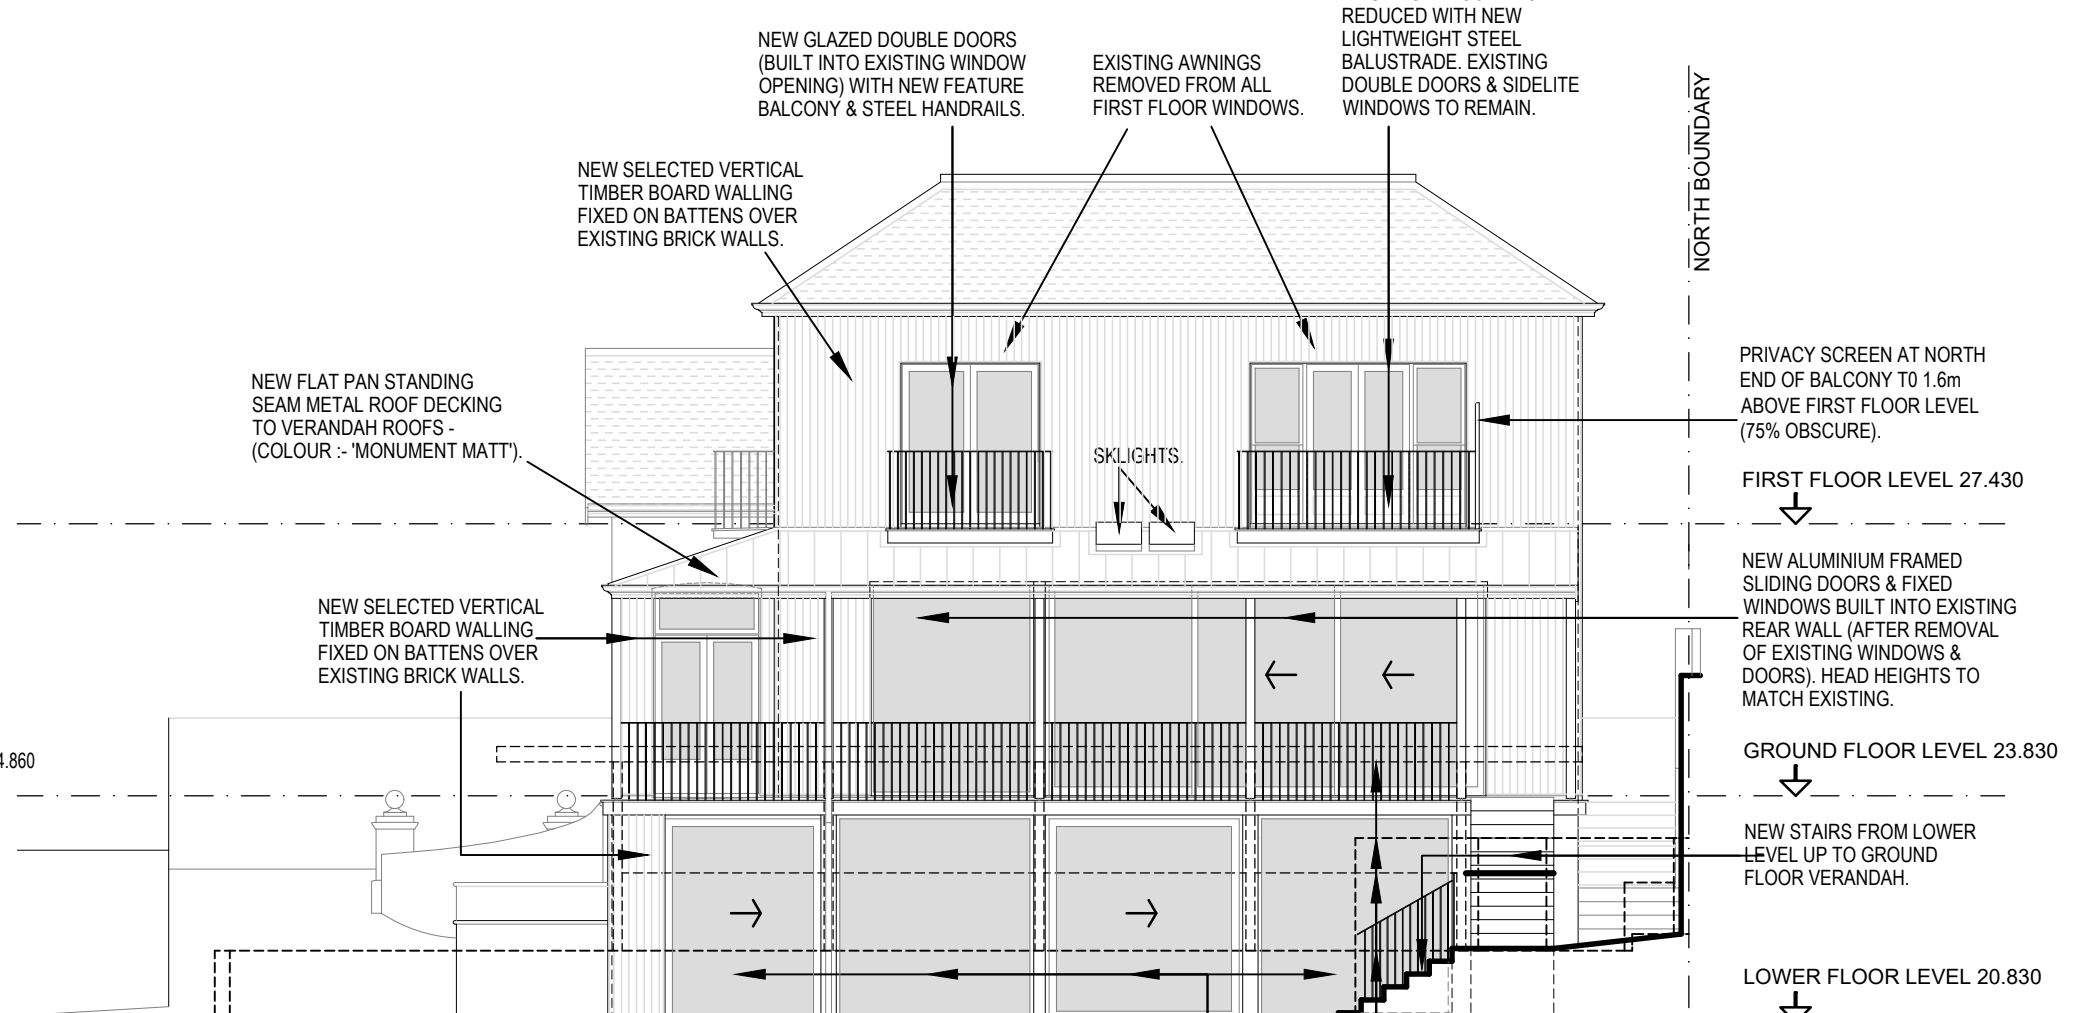 REDUCED WITH NEW
LIGHTWEIGHT STEEL
BALUSTRADE. EXISTING
DOUBLE DOORS & SIDELITE
WINDOWS TO REMAIN.
NEW GLAZED DOUBLE DOORS
(BUILT INTO EXISTING WINDOW
OPENING) WITH NEW FEATURE
BALCONY & STEEL HANDRAILS.
EXISTING AWNINGS
REMOVED FROM ALL
FIRST FLOOR WINDOWS.
NORTH BOUNDARY
NEW SELECTED VERTICAL
TIMBER BOARD WALLING
FIXED ON BATTENS OVER
EXISTING BRICK WALLS.
PRIVACY SCREEN AT NORTH
END OF BALCONY T0 1.6m
ABOVE FIRST FLOOR LEVEL
(75% OBSCURE).
NEW FLAT PAN STANDING
SEAM METAL ROOF DECKING
TO VERANDAH ROOFS -
(COLOUR :- 'MONUMENT MATT').
SKLIGHTS.
FIRST FLOOR LEVEL 27.430
NEW ALUMINIUM FRAMED
SLIDING DOORS & FIXED
WINDOWS BUILT INTO EXISTING
REAR WALL (AFTER REMOVAL
OF EXISTING WINDOWS &
DOORS). HEAD HEIGHTS TO
MATCH EXISTING.
NEW SELECTED VERTICAL
TIMBER BOARD WALLING
FIXED ON BATTENS OVER
EXISTING BRICK WALLS.
GROUND FLOOR LEVEL 23.830
4.860
NEW STAIRS FROM LOWER
LEVEL UP TO GROUND
FLOOR VERANDAH.
LOWER FLOOR LEVEL 20.830